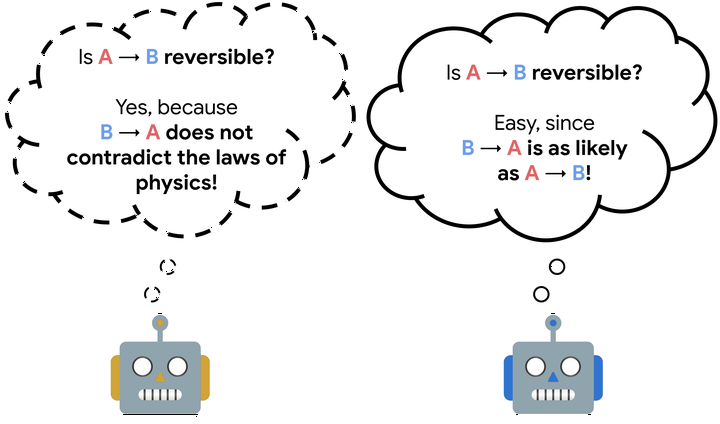 Is A → B reversible?
Yes, because
B → A does not
contradict the laws of
physics!
Is A → B reversible?
Easy, since
B → A is as likely
as A → B!